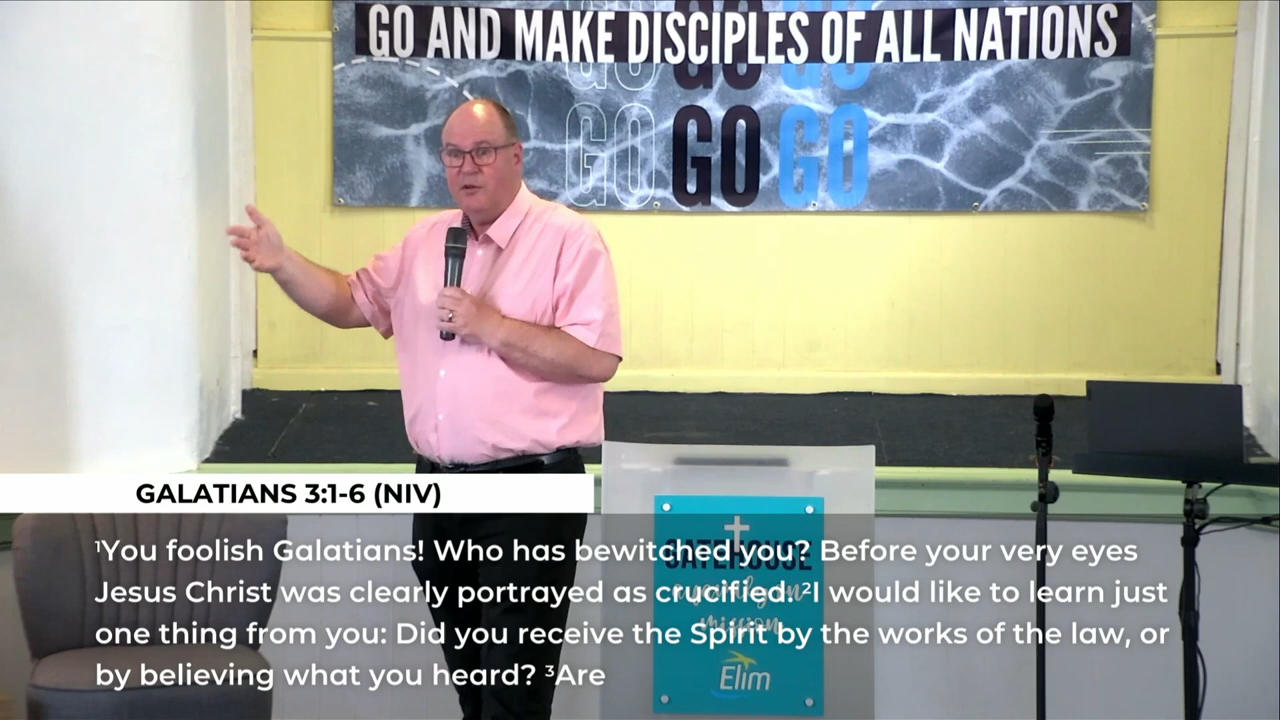 GO AND MAKE DISCIPLES OF ALL NATIONS
GO GO GO
GO GO GO
GALATIANS 3:1-6 (NIV)
¹You foolish Galatians! Who has bewitched you? Before your very eyes
Jesus Christ was clearly portrayed as crucified. ²I would like to learn just
one thing from you: Did you receive the Spirit by the works of the law, or
by believing what you heard? ³Are
GATEHOUSE
mission
Elim